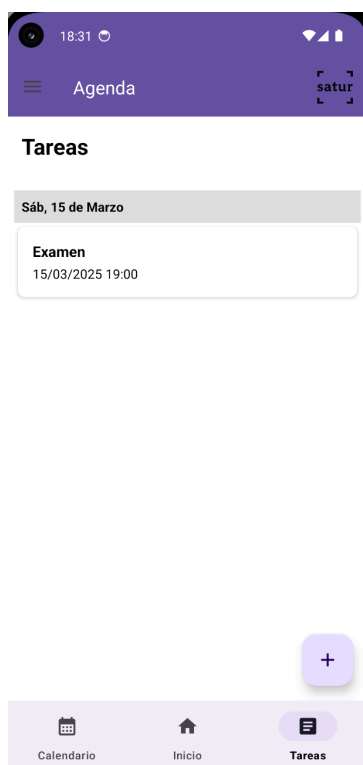 18:31
Agenda
satur
Tareas
Sáb, 15 de Marzo
Examen
15/03/2025 19:00
+
Calendario
Inicio
Tareas